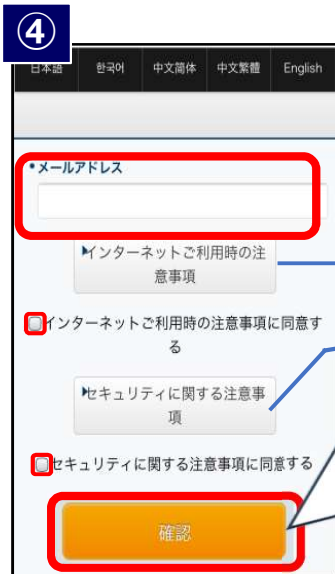 ④
日本語 한국어 中文简体 中文繁體 English
・メールアドレス
インターネットご利用時の注
意事項
インターネットご利用時の注意事項に同意す
る
セキュリティに関する注意事
項
セキュリティに関する注意事項に同意する
確認